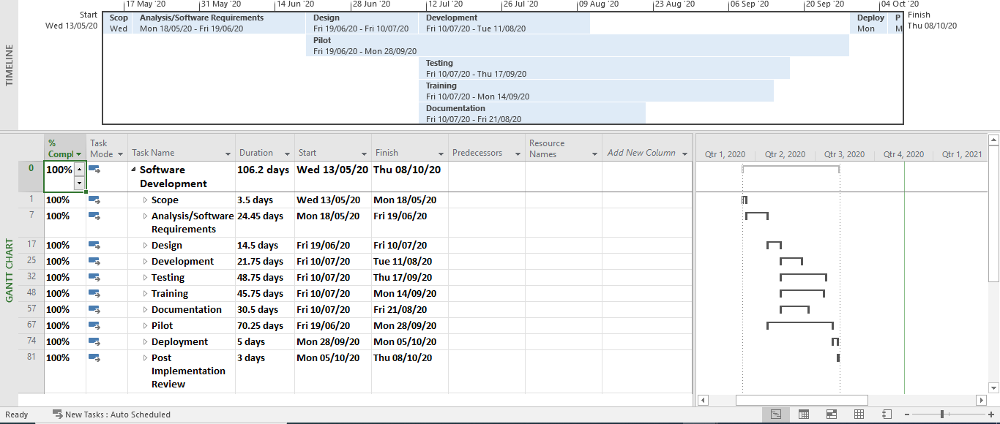 17 May '20 31 May '20 14 Jun '20 28 Jun '20 12 Jul '20 26 Jul '20 09 Aug '20 23 Aug '20 06 Sep '20 20 Sep '20 04 Oct '20
Start
Wed 13/05/20
Finish
Thu 08/10/20
TIMELINE
Scop Analysis/Software Requirements Design Development Deploy P
Wed Mon 18/05/20 - Fri 19/06/20 Fri 19/06/20 - Fri 10/07/20 Fri 10/07/20 - Tue 11/08/20 Mon M
Pilot
Fri 19/06/20 - Mon 28/09/20
Testing
Fri 10/07/20 - Thu 17/09/20
Training
Fri 10/07/20 - Mon 14/09/20
Documentation
Fri 10/07/20 - Fri 21/08/20
GANTT CHART
% Task Resource
Compl Mode Task Name Duration Start Finish Predecessors Names Add New Column Qtr 1, 2020 Qtr 2, 2020 Qtr 3, 2020 Qtr 4, 2020 Qtr 1, 2021
0 100% Software 106.2 days Wed 13/05/20 Thu 08/10/20
Development
1 100% Scope 3.5 days Wed 13/05/20 Mon 18/05/20
7 100% Analysis/Software 24.45 days Mon 18/05/20 Fri 19/06/20
Requirements
17 100% Design 14.5 days Fri 19/06/20 Fri 10/07/20
25 100% Development 21.75 days Fri 10/07/20 Tue 11/08/20
32 100% Testing 48.75 days Fri 10/07/20 Thu 17/09/20
48 100% Training 45.75 days Fri 10/07/20 Mon 14/09/20
57 100% Documentation 30.5 days Fri 10/07/20 Fri 21/08/20
67 100% Pilot 70.25 days Fri 19/06/20 Mon 28/09/20
74 100% Deployment 5 days Mon 28/09/20 Mon 05/10/20
81 100% Post 3 days Mon 05/10/20 Thu 08/10/20
Implementation
Review
Ready New Tasks : Auto Scheduled